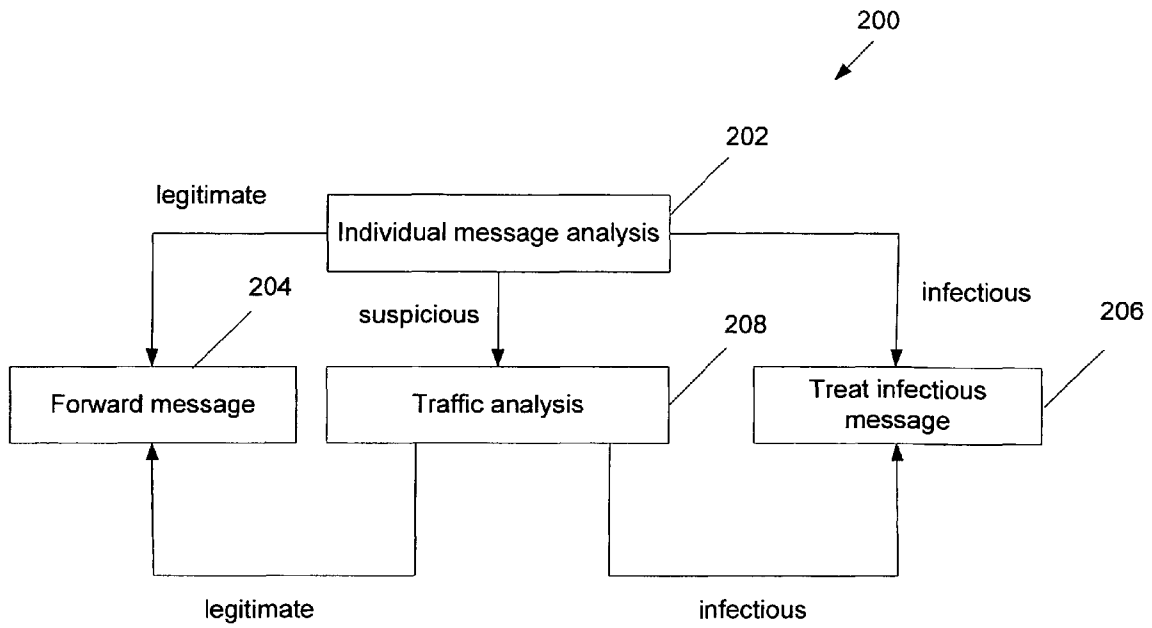 200
202
legitimate
Individual message analysis
204
suspicious
infectious
208
206
Forward message
Traffic analysis
Treat infectious
message
legitimate
infectious